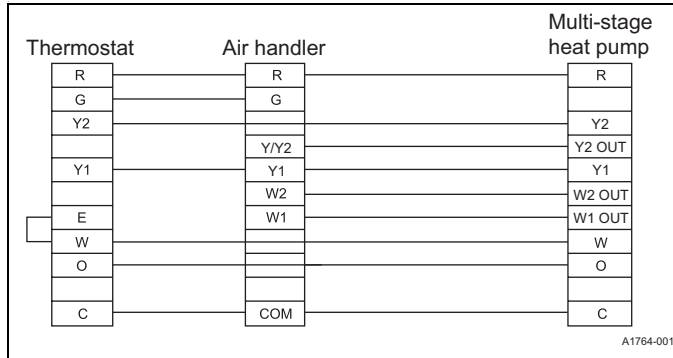 Multi-stage
Thermostat Air handler heat pump
R R R
G G
Y2 Y2
Y/Y2 Y2 OUT
Y1 Y1 Y1
W2 W2 OUT
E W1 W1 OUT
W W
O O
C COM C
A1764-001